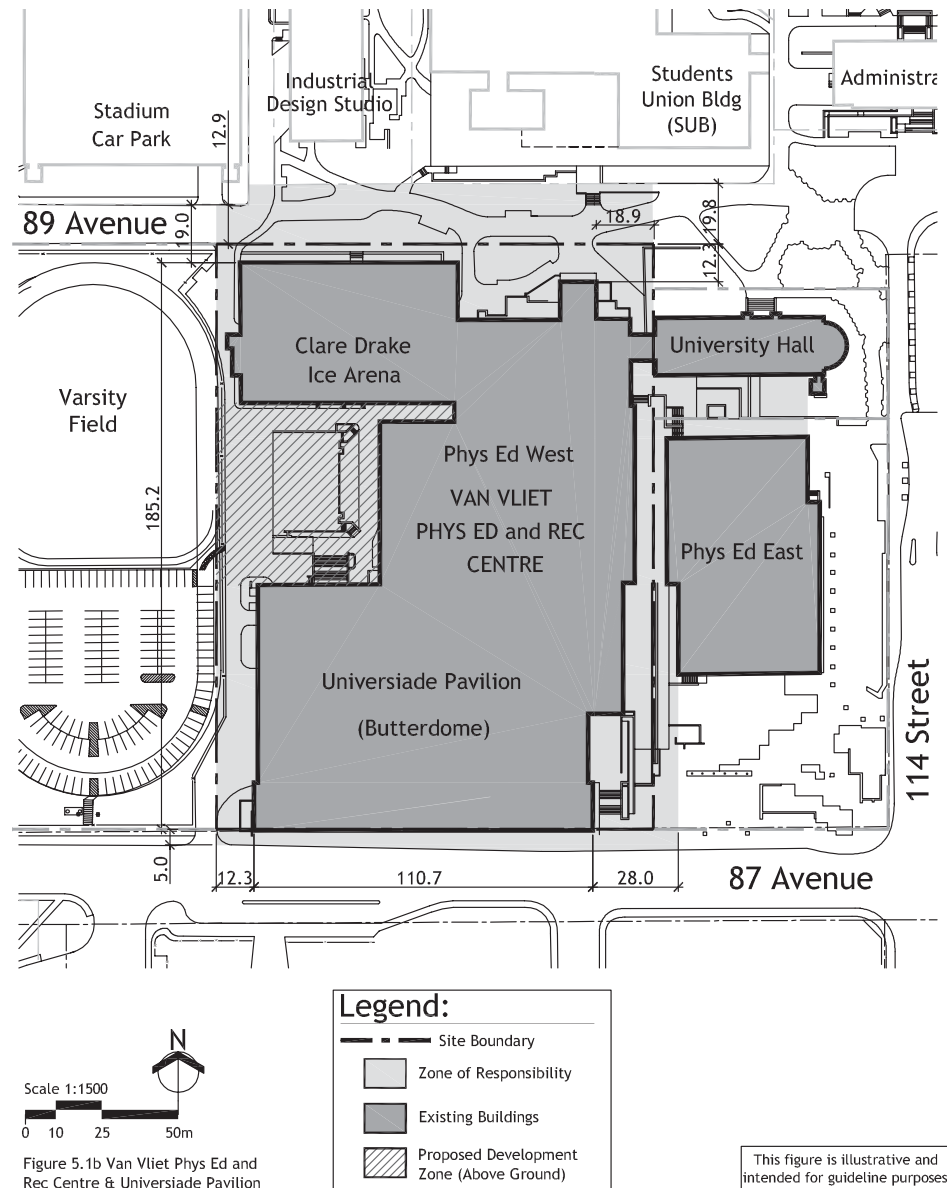 Industrial
Design Studio
Students
Union Bldg
(SUB)
Administra
Stadium
Car Park
12.9
89 Avenue
19.0
18.9
19.8
12.3
Clare Drake
Ice Arena
University Hall
Varsity
Field
Phys Ed West
VAN VLIET
PHYS ED and REC
CENTRE
185.2
Phys Ed East
Universiade Pavilion
(Butterdome)
114 Street
5.0
12.3
110.7
28.0
87 Avenue
Legend:
Site Boundary
Zone of Responsibility
Existing Buildings
Proposed Development
Zone (Above Ground)
N
Scale 1:1500
0 10 25 50m
Figure 5.1b Van Vliet Phys Ed and
Rec Centre & Universiade Pavilion
This figure is illustrative and
intended for guideline purposes